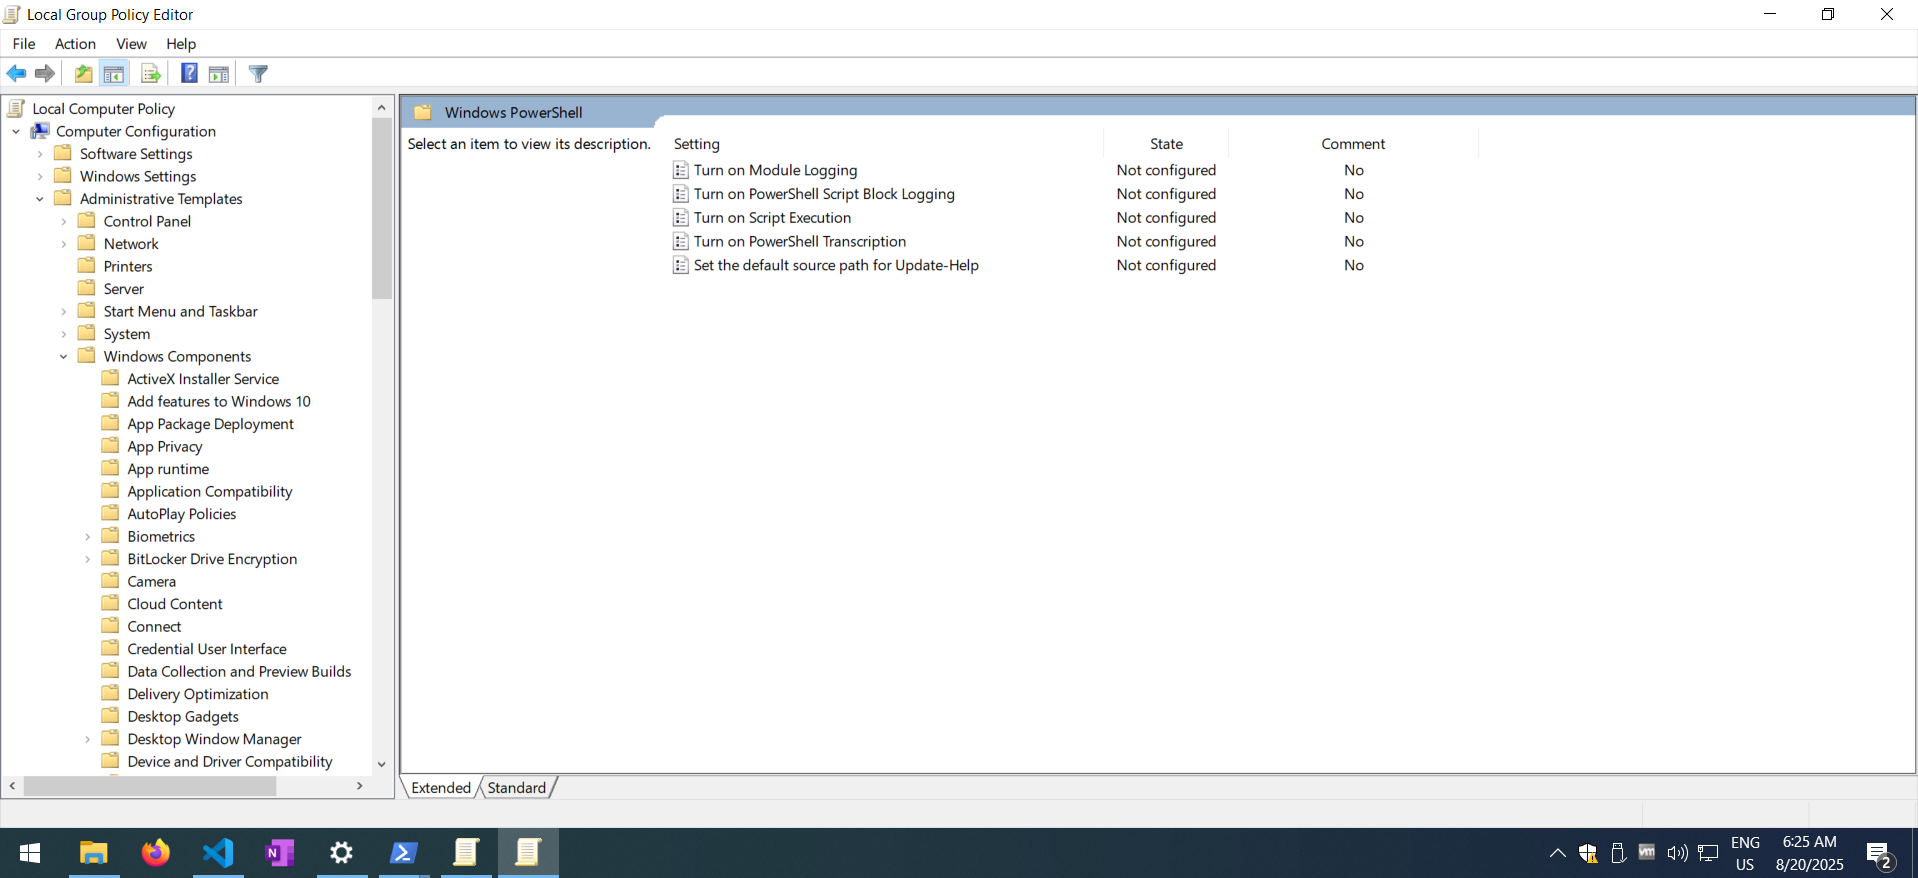 Local Group Policy Editor
File Action View Help
Local Computer Policy
Computer Configuration
Software Settings
Windows Settings
Administrative Templates
Control Panel
Network
Printers
Server
Start Menu and Taskbar
System
Windows Components
ActiveX Installer Service
Add features to Windows 10
App Package Deployment
App Privacy
App runtime
Application Compatibility
AutoPlay Policies
Biometrics
BitLocker Drive Encryption
Camera
Cloud Content
Connect
Credential User Interface
Data Collection and Preview Builds
Delivery Optimization
Desktop Gadgets
Desktop Window Manager
Device and Driver Compatibility
Windows PowerShell
Select an item to view its description.
Setting State Comment
Turn on Module Logging Not configured No
Turn on PowerShell Script Block Logging Not configured No
Turn on Script Execution Not configured No
Turn on PowerShell Transcription Not configured No
Set the default source path for Update-Help Not configured No
Extended Standard
N
vm
ENG
US
6:25 AM
8/20/2025
2